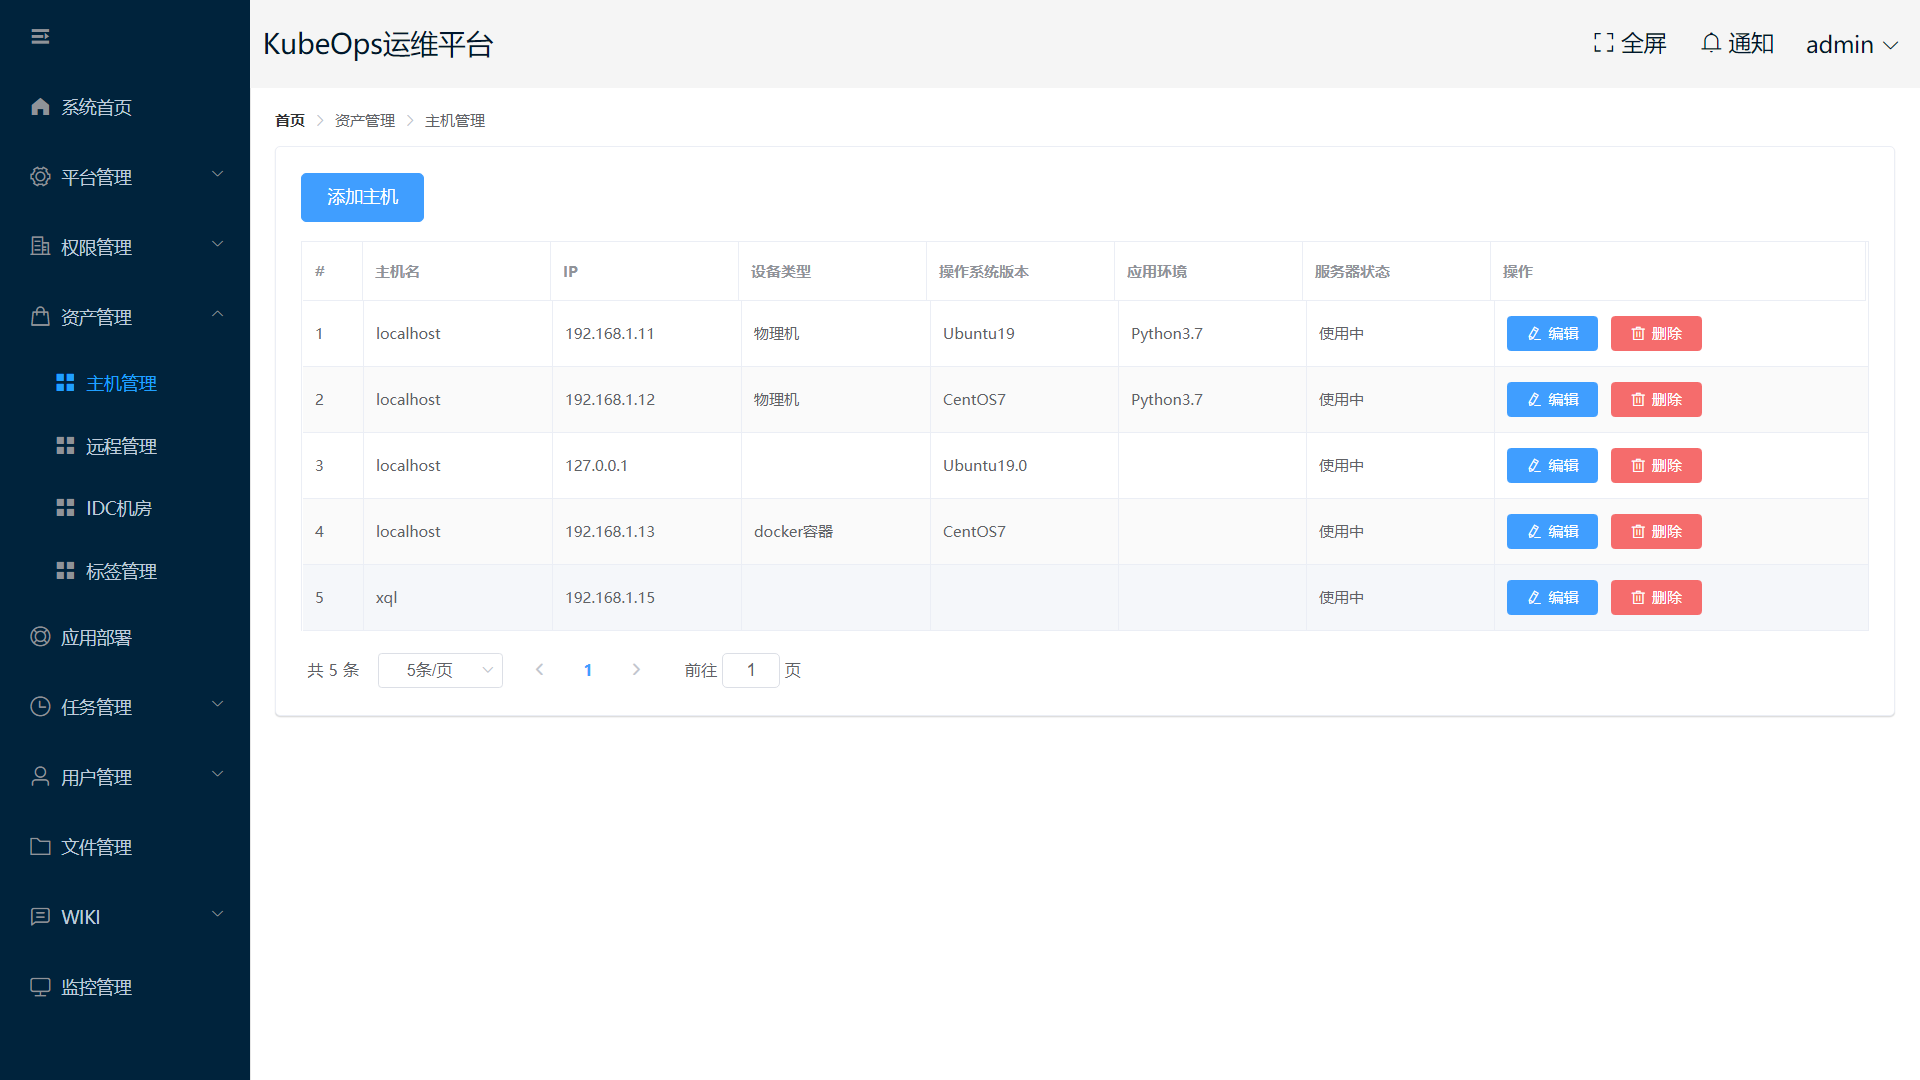 KubeOps运维平台
全屏
通知
admin
系统首页
平台管理
权限管理
资产管理
主机管理
远程管理
IDC机房
标签管理
应用部署
任务管理
用户管理
文件管理
WIKI
监控管理
首页 资产管理 主机管理
添加主机
# 主机名 IP 设备类型 操作系统版本 应用环境 服务器状态 操作
1 localhost 192.168.1.11 物理机 Ubuntu19 Python3.7 使用中 编辑 删除
2 localhost 192.168.1.12 物理机 CentOS7 Python3.7 使用中 编辑 删除
3 localhost 127.0.0.1 Ubuntu19.0 使用中 编辑 删除
4 localhost 192.168.1.13 docker容器 CentOS7 使用中 编辑 删除
5 xql 192.168.1.15 使用中 编辑 删除
共 5 条 5条/页 1 前往 1 页